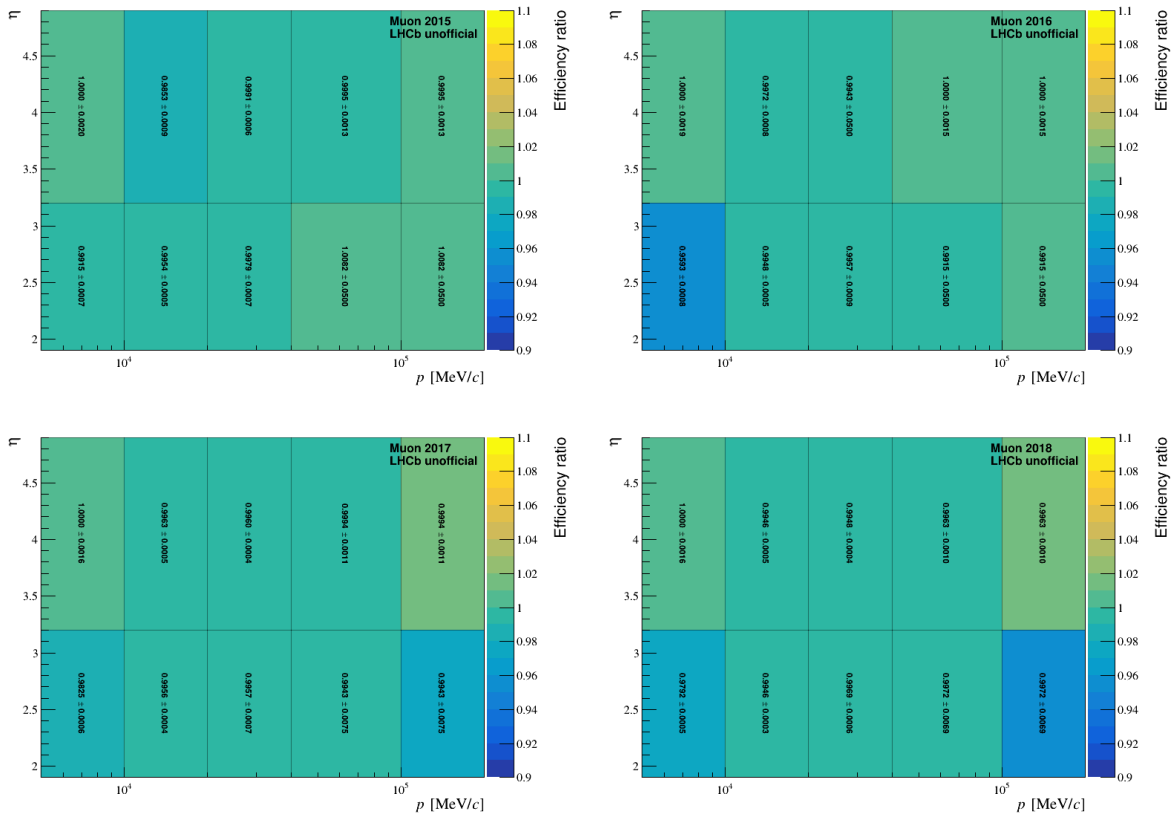 η
Muon 2015
LHCb unofficial
4.5
4
3.5
3
2.5
2
1.0000 ± 0.0020
0.9853 ± 0.0009
0.9991 ± 0.0006
0.9995 ± 0.0013
0.9995 ± 0.0013
0.9915 ± 0.0007
0.9954 ± 0.0005
0.9979 ± 0.0007
1.0082 ± 0.0500
1.0082 ± 0.0500
10⁴
10⁵
p [MeV/c]
1.1
1.08
1.06
1.04
1.02
1
0.98
0.96
0.94
0.92
0.9
Efficiency ratio
η
Muon 2016
LHCb unofficial
4.5
4
3.5
3
2.5
2
1.0000 ± 0.0019
0.9972 ± 0.0008
0.9943 ± 0.0500
1.0000 ± 0.0015
1.0000 ± 0.0015
0.9593 ± 0.0008
0.9948 ± 0.0005
0.9957 ± 0.0009
0.9915 ± 0.0500
0.9915 ± 0.0500
10⁴
10⁵
p [MeV/c]
1.1
1.08
1.06
1.04
1.02
1
0.98
0.96
0.94
0.92
0.9
Efficiency ratio
η
Muon 2017
LHCb unofficial
4.5
4
3.5
3
2.5
2
1.0000 ± 0.0016
0.9963 ± 0.0005
0.9960 ± 0.0004
0.9994 ± 0.0011
0.9994 ± 0.0011
0.9825 ± 0.0006
0.9956 ± 0.0004
0.9957 ± 0.0007
0.9943 ± 0.0075
0.9943 ± 0.0075
10⁴
10⁵
p [MeV/c]
1.1
1.08
1.06
1.04
1.02
1
0.98
0.96
0.94
0.92
0.9
Efficiency ratio
η
Muon 2018
LHCb unofficial
4.5
4
3.5
3
2.5
2
1.0000 ± 0.0016
0.9946 ± 0.0005
0.9948 ± 0.0004
0.9963 ± 0.0010
0.9963 ± 0.0010
0.9792 ± 0.0005
0.9946 ± 0.0003
0.9969 ± 0.0006
0.9972 ± 0.0069
0.9972 ± 0.0069
10⁴
10⁵
p [MeV/c]
1.1
1.08
1.06
1.04
1.02
1
0.98
0.96
0.94
0.92
0.9
Efficiency ratio